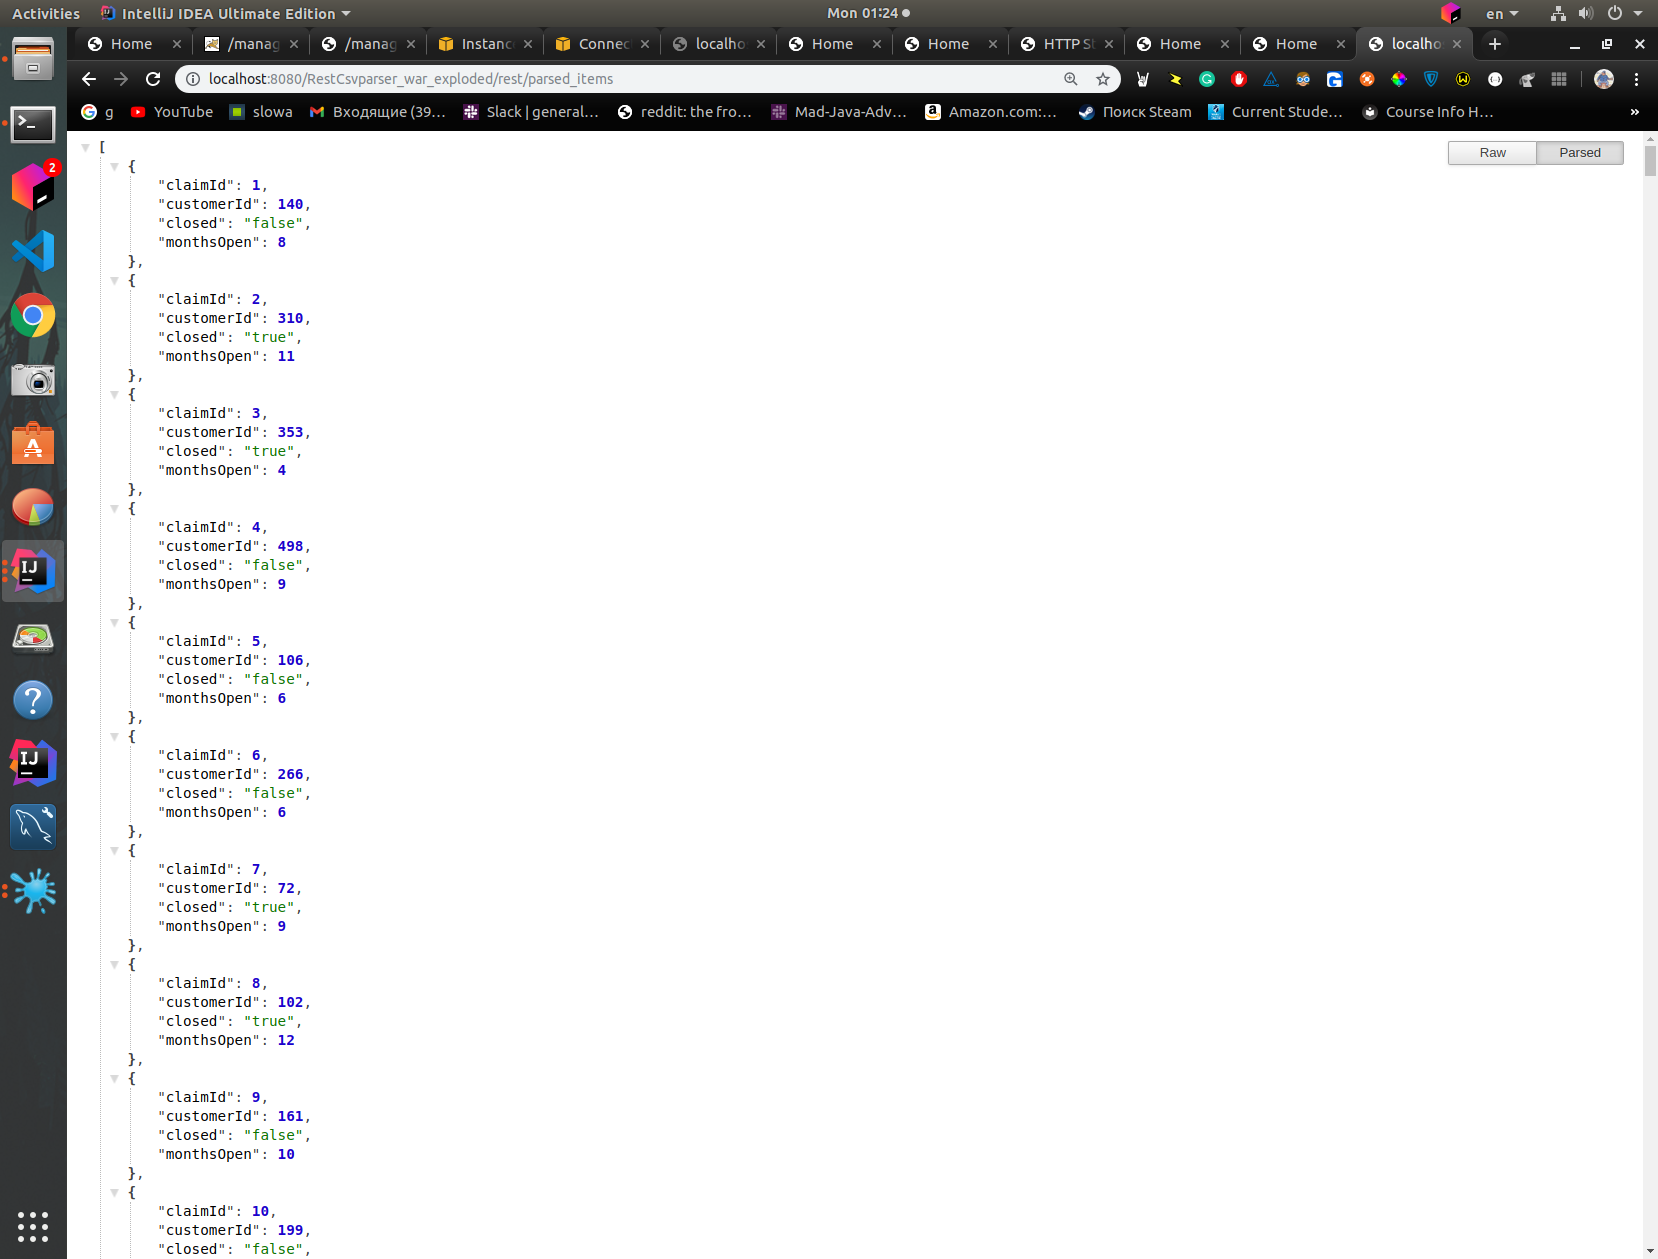 Activities IntelliJ IDEA Ultimate Edition Mon 01:24 en
Home /manag /manag Instanc Connec localho Home Home HTTP St Home Home localho
localhost:8080/RestCsvparser_war_exploded/rest/parsed_items
g YouTube slowa Входящие (39... Slack | general... reddit: the fro... Mad-Java-Adv... Amazon.com:... Поиск Steam Current Stude... Course Info H... »
Raw Parsed
[
{
"claimId": 1,
"customerId": 140,
"closed": "false",
"monthsOpen": 8
},
{
"claimId": 2,
"customerId": 310,
"closed": "true",
"monthsOpen": 11
},
{
"claimId": 3,
"customerId": 353,
"closed": "true",
"monthsOpen": 4
},
{
"claimId": 4,
"customerId": 498,
"closed": "false",
"monthsOpen": 9
},
{
"claimId": 5,
"customerId": 106,
"closed": "false",
"monthsOpen": 6
},
{
"claimId": 6,
"customerId": 266,
"closed": "false",
"monthsOpen": 6
},
{
"claimId": 7,
"customerId": 72,
"closed": "true",
"monthsOpen": 9
},
{
"claimId": 8,
"customerId": 102,
"closed": "true",
"monthsOpen": 12
},
{
"claimId": 9,
"customerId": 161,
"closed": "false",
"monthsOpen": 10
},
{
"claimId": 10,
"customerId": 199,
"closed": "false",
2
IJ
IJ